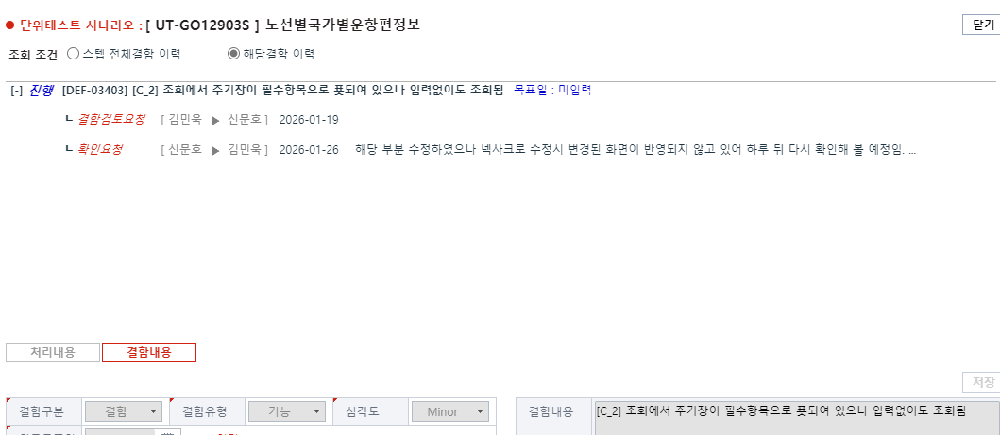 단위테스트 시나리오 : [ UT-GO12903S ] 노선별국가별운항편정보
닫기
조회 조건 스텝 전체결함 이력 해당결함 이력
[-] 진행 [DEF-03403] [C_2] 조회에서 주기장이 필수항목으로 푯되여 있으나 입력없이도 조회됨 목표일 : 미입력
ㄴ 결함검토요청 [ 김민욱 ▶ 신문호 ] 2026-01-19
ㄴ 확인요청 [ 신문호 ▶ 김민욱 ] 2026-01-26 해당 부분 수정하였으나 넥사크로 수정시 변경된 화면이 반영되지 않고 있어 하루 뒤 다시 확인해 볼 예정임. ...
처리내용 결함내용
저장
결함구분 결함 결함유형 기능 심각도 Minor 결함내용 [C_2] 조회에서 주기장이 필수항목으로 푯되여 있으나 입력없이도 조회됨